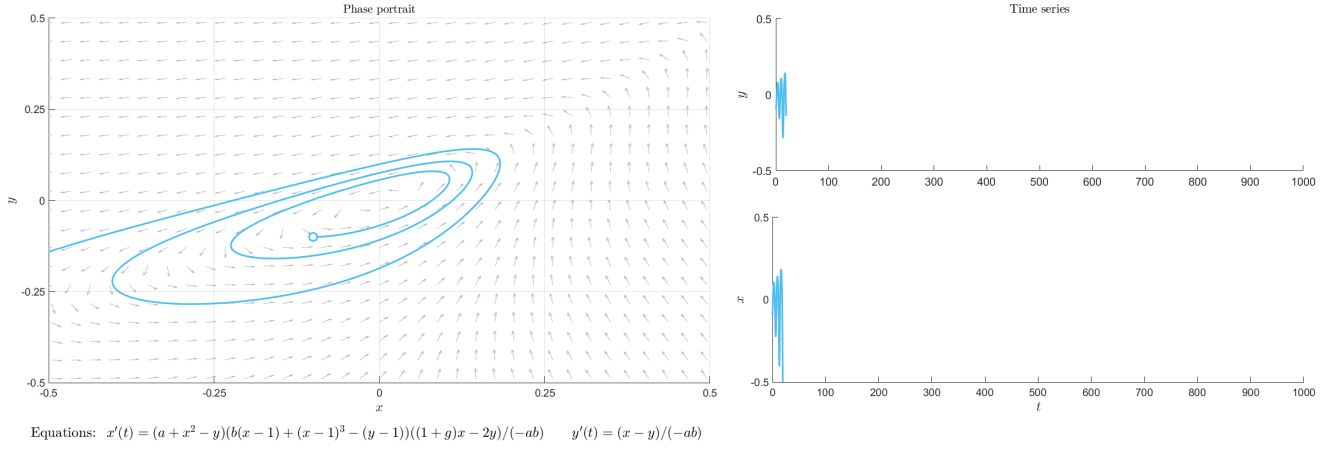 Phase portrait
0.5
0.25
y
0
-0.25
-0.5
-0.5 -0.25 0 0.25 0.5
x
Equations: x′(t) = (a + x² − y)(b(x − 1) + (x − 1)³ − (y − 1))((1 + g)x − 2y)/(−ab) y′(t) = (x − y)/(−ab)
Time series
0.5
y
0
-0.5
0 100 200 300 400 500 600 700 800 900 1000
0.5
x
0
-0.5
0 100 200 300 400 500 600 700 800 900 1000
t